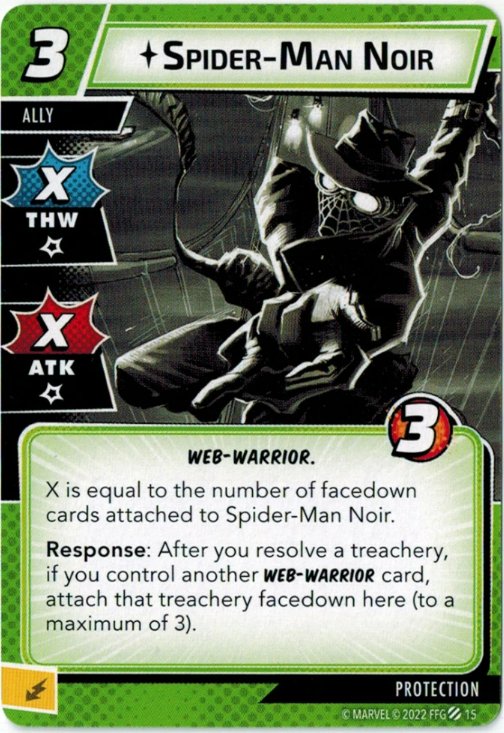 3
SPIDER-MAN NOIR
ALLY
X
THW
X
ATK
3
WEB-WARRIOR.
X is equal to the number of facedown
cards attached to Spider-Man Noir.
Response: After you resolve a treachery,
if you control another WEB-WARRIOR card,
attach that treachery facedown here (to a
maximum of 3).
PROTECTION
© MARVEL © 2022 FFG 15